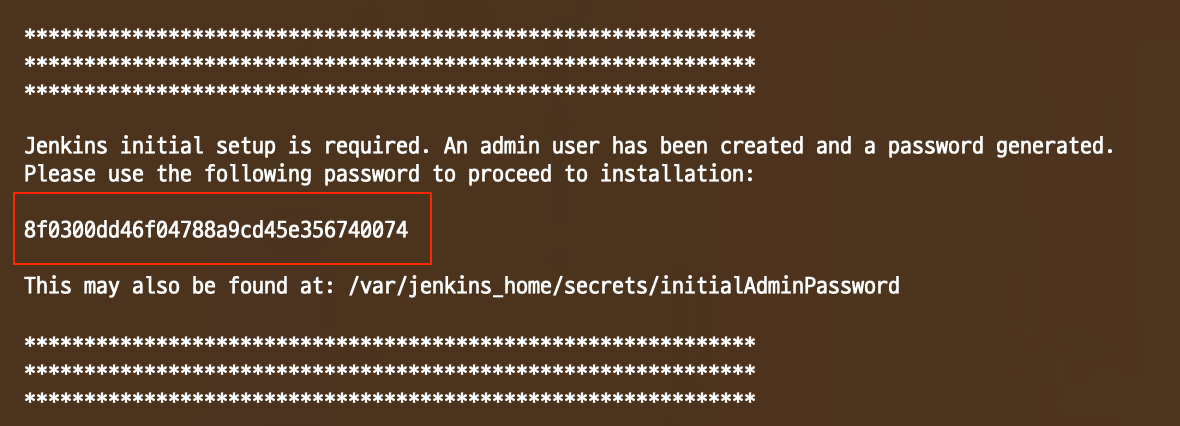 *************************************************************
*************************************************************
*************************************************************
Jenkins initial setup is required. An admin user has been created and a password generated.
Please use the following password to proceed to installation:
8f0300dd46f04788a9cd45e356740074
This may also be found at: /var/jenkins_home/secrets/initialAdminPassword
*************************************************************
*************************************************************
*************************************************************